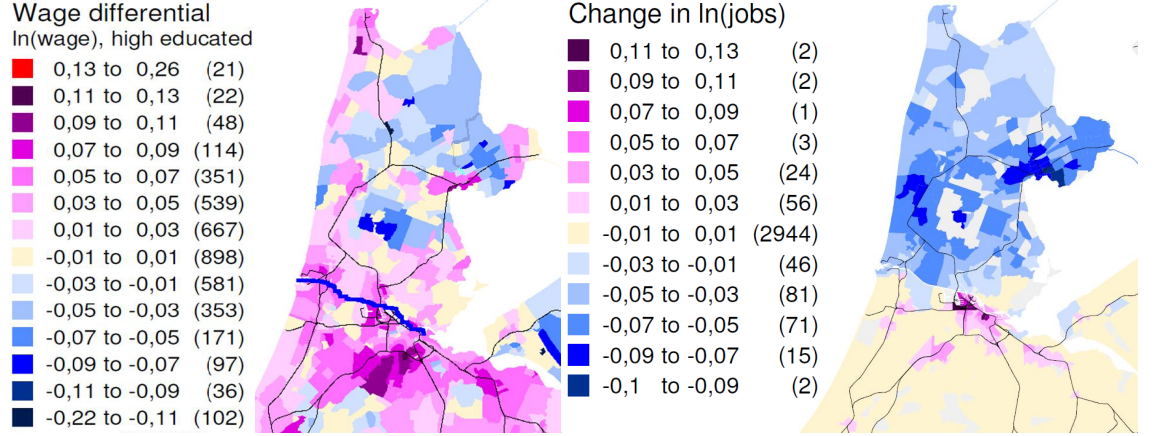 Wage differential
ln(wage), high educated
0,13 to 0,26 (21)
0,11 to 0,13 (22)
0,09 to 0,11 (48)
0,07 to 0,09 (114)
0,05 to 0,07 (351)
0,03 to 0,05 (539)
0,01 to 0,03 (667)
-0,01 to 0,01 (898)
-0,03 to -0,01 (581)
-0,05 to -0,03 (353)
-0,07 to -0,05 (171)
-0,09 to -0,07 (97)
-0,11 to -0,09 (36)
-0,22 to -0,11 (102)
Change in ln(jobs)
0,11 to 0,13 (2)
0,09 to 0,11 (2)
0,07 to 0,09 (1)
0,05 to 0,07 (3)
0,03 to 0,05 (24)
0,01 to 0,03 (56)
-0,01 to 0,01 (2944)
-0,03 to -0,01 (46)
-0,05 to -0,03 (81)
-0,07 to -0,05 (71)
-0,09 to -0,07 (15)
-0,1 to -0,09 (2)